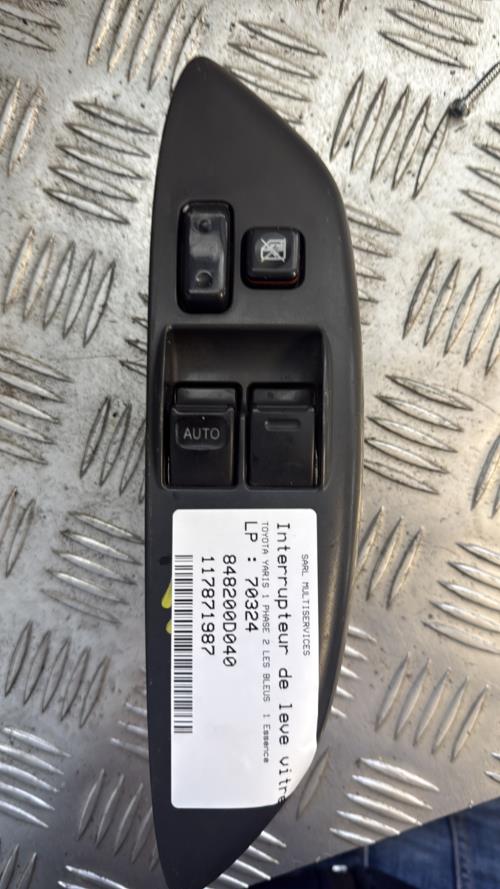 AUTO
SARL MULTISERVICES
Interrupteur de leve vitre
TOYOTA YARIS 1 PHASE 2 LES BLEUS 1 Essence
LP : 70324
848200D040
117871987